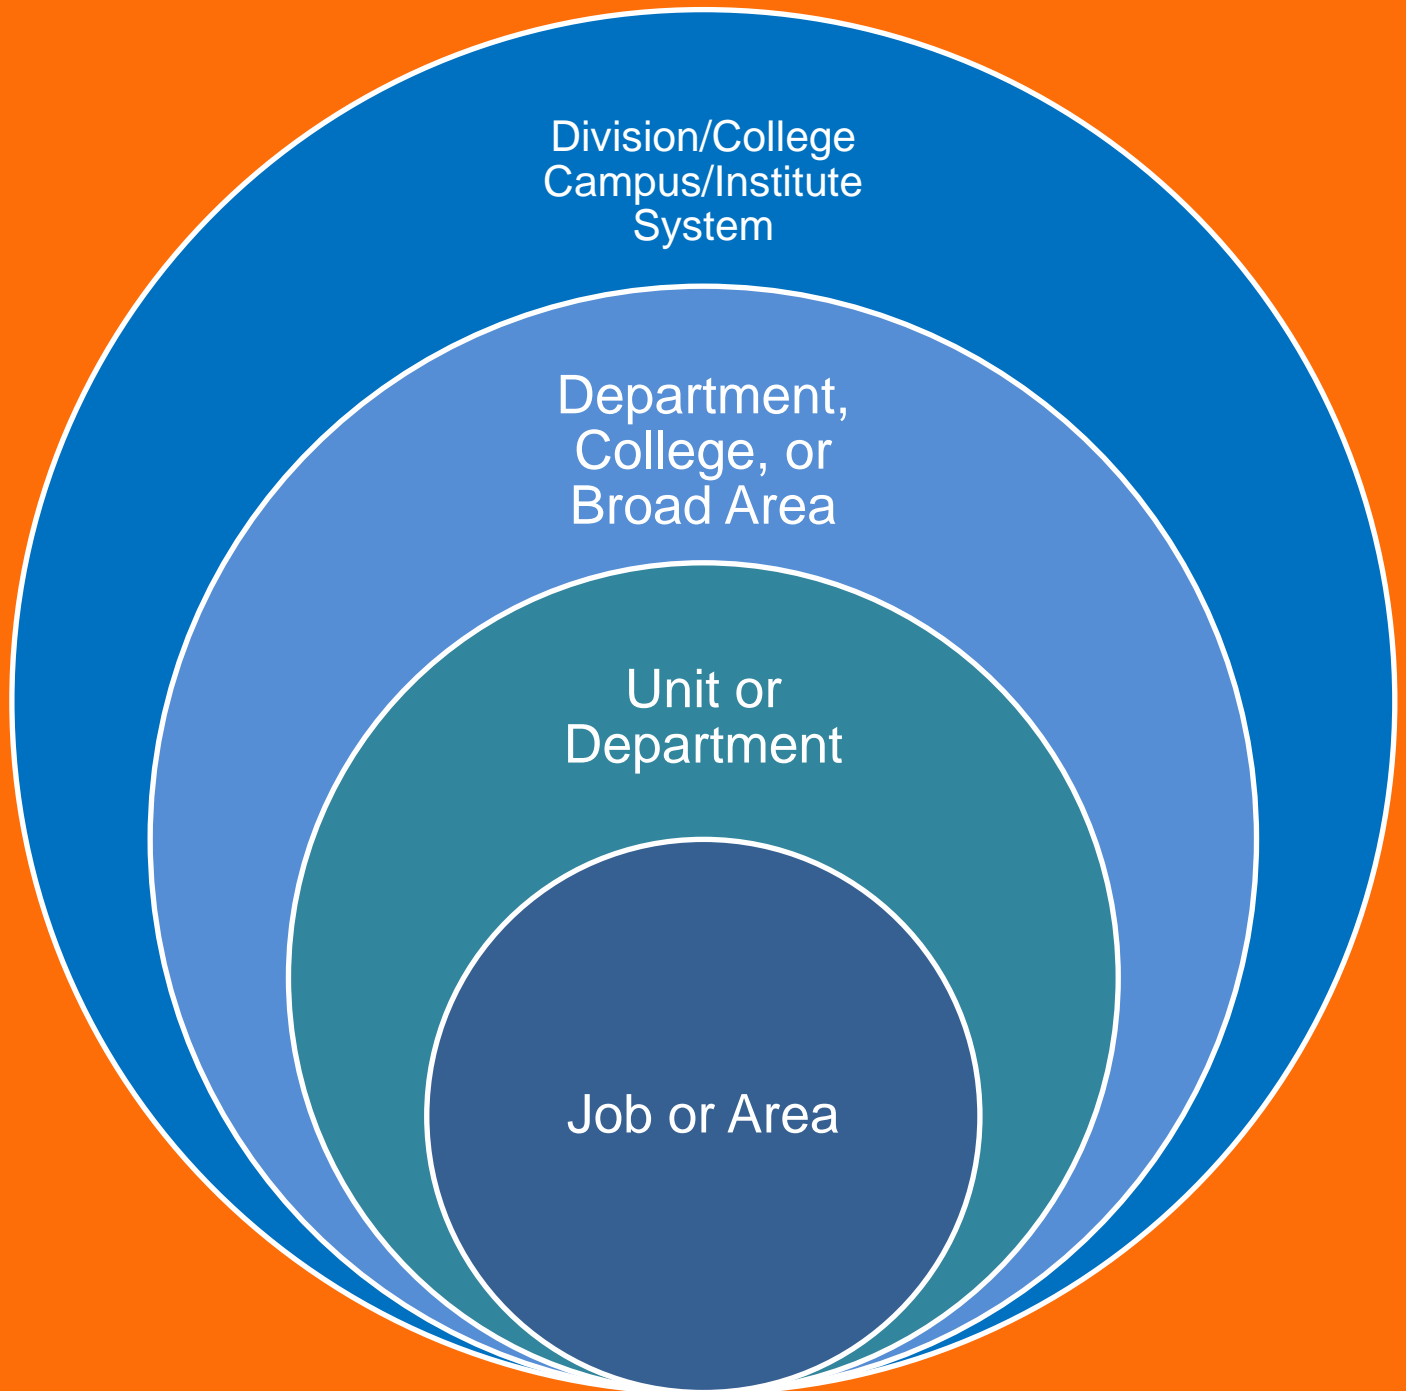 Division/College
Campus/Institute
System
Department,
College, or
Broad Area
Unit or
Department
Job or Area